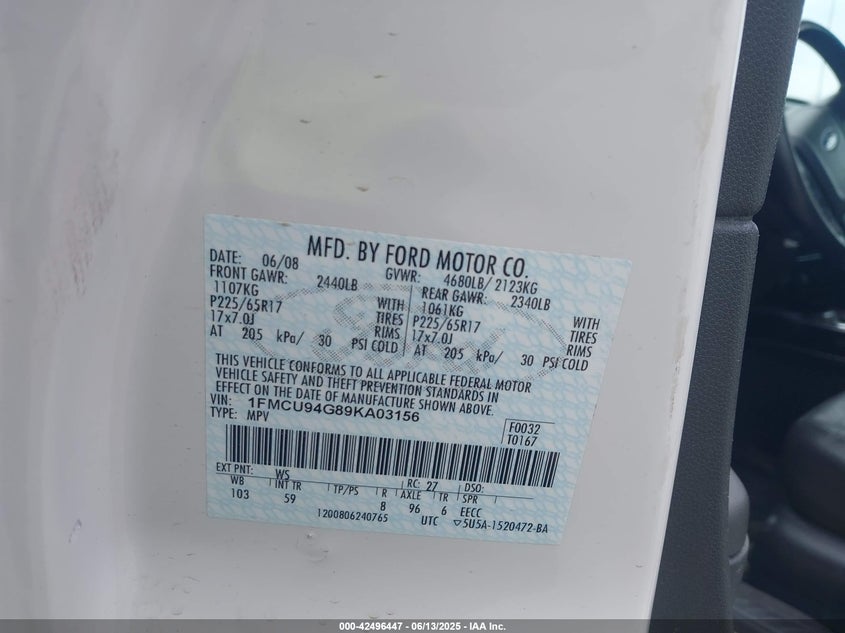 MFD. BY FORD MOTOR CO.
DATE: 06/08 GVWR: 4680LB/ 2123KG
FRONT GAWR: 2440LB REAR GAWR: 2340LB
1107KG WITH 1061KG WITH
P225/65R17 TIRES P225/65R17 TIRES
17x7.0J RIMS 17x7.0J RIMS
AT 205 kPa/ 30 PSI COLD AT 205 kPa/ 30 PSI COLD
THIS VEHICLE CONFORMS TO ALL APPLICABLE FEDERAL MOTOR
VEHICLE SAFETY AND THEFT PREVENTION STANDARDS IN
EFFECT ON THE DATE OF MANUFACTURE SHOWN ABOVE.
VIN: 1FMCU94G89KA03156 F0032
TYPE: MPV T0167
EXT PNT: WS RC: 27 DSO:
WB INT TR TP/PS R AXLE TR SPR
103 59 8 96 6 EECC
1200806240765 UTC ▽5U5A-1520472-BA
000-42496447 - 06/13/2025 - IAA Inc.